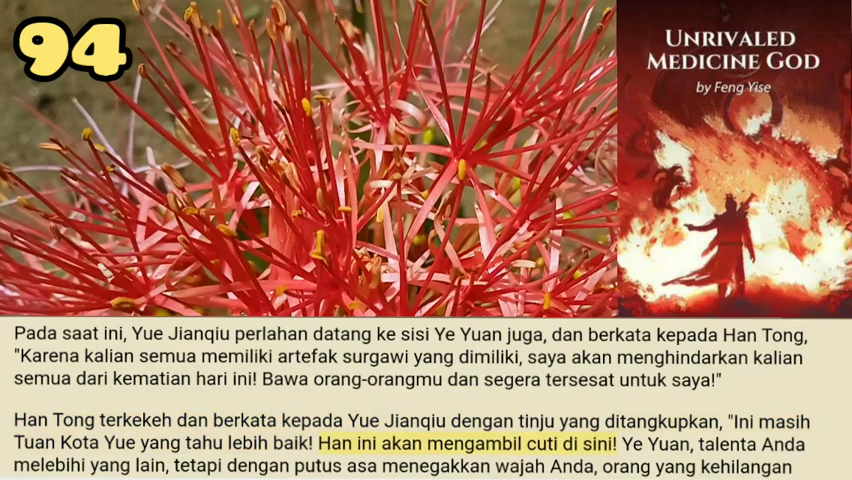 94
UNRIVALED
MEDICINE GOD
by Feng Yise
Pada saat ini, Yue Jianqiu perlahan datang ke sisi Ye Yuan juga, dan berkata kepada Han Tong,
"Karena kalian semua memiliki artefak surgawi yang dimiliki, saya akan menghindarkan kalian
semua dari kematian hari ini! Bawa orang-orangmu dan segera tersesat untuk saya!"
Han Tong terkekeh dan berkata kepada Yue Jianqiu dengan tinju yang ditangkupkan, "Ini masih
Tuan Kota Yue yang tahu lebih baik! Han ini akan mengambil cuti di sini! Ye Yuan, talenta Anda
melebihi yang lain, tetapi dengan putus asa menegakkan wajah Anda, orang yang kehilangan